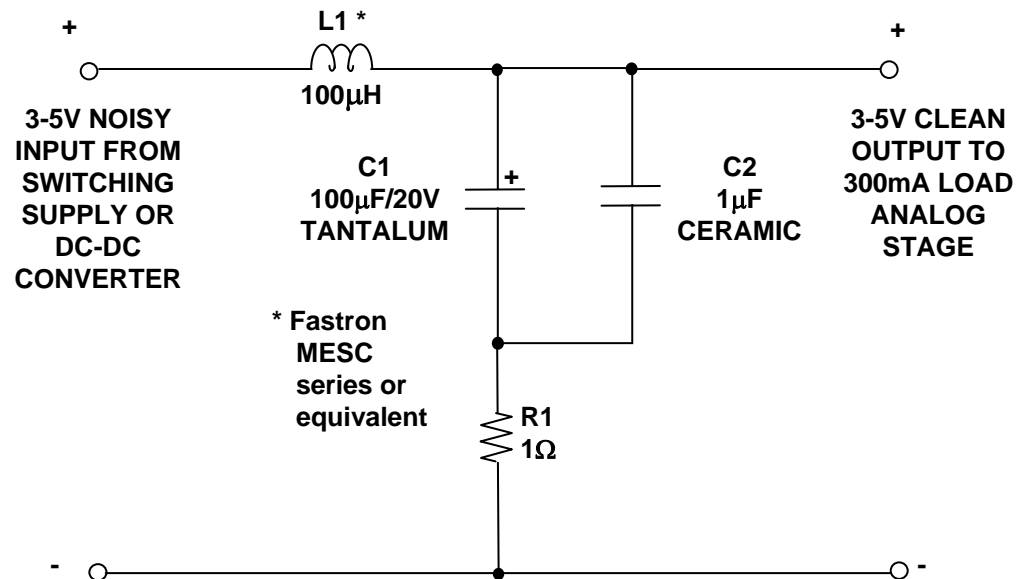 +
L1 *
100μH
+
3-5V NOISY
INPUT FROM
SWITCHING
SUPPLY OR
DC-DC
CONVERTER
C1
100μF/20V
TANTALUM
+
C2
1μF
CERAMIC
3-5V CLEAN
OUTPUT TO
300mA LOAD
ANALOG
STAGE
* Fastron
MESC
series or
equivalent
R1
1Ω
-
-